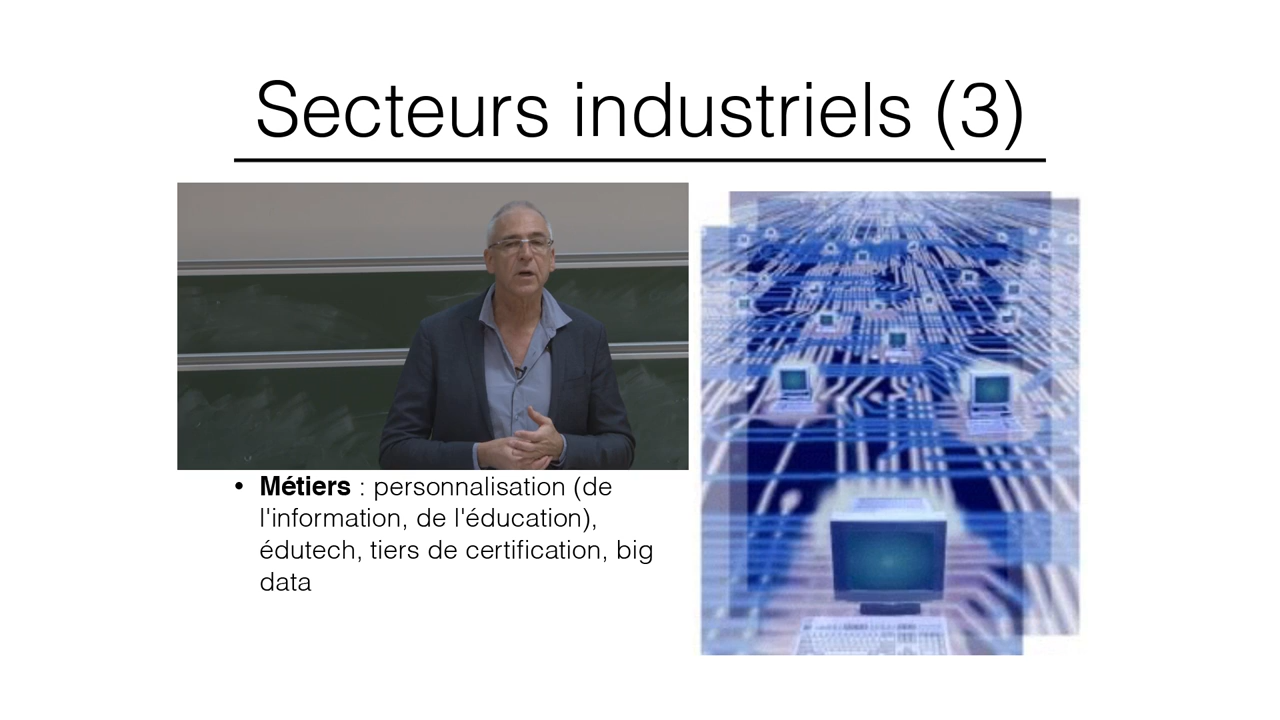 Secteurs industriels (3)
• Métiers : personnalisation (de
l'information, de l'éducation),
édutech, tiers de certification, big
data